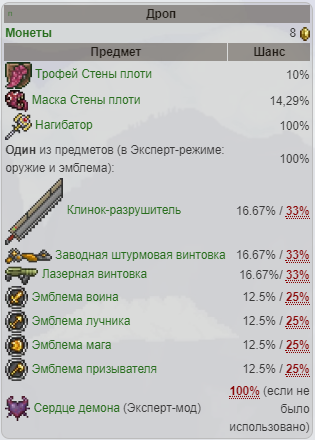 Дроп
Монеты 8
Предмет Шанс
Трофей Стены плоти 10%
Маска Стены плоти 14,29%
Нагибатор 100%
Один из предметов (в Эксперт-режиме:
оружие и эмблема): 100%
Клинок-разрушитель 16.67% / 33%
Заводная штурмовая винтовка 16.67% / 33%
Лазерная винтовка 16.67%/ 33%
Эмблема воина 12.5% / 25%
Эмблема лучника 12.5% / 25%
Эмблема мага 12.5% / 25%
Эмблема призывателя 12.5% / 25%
Сердце демона (Эксперт-мод) 100% (если не
было
использовано)